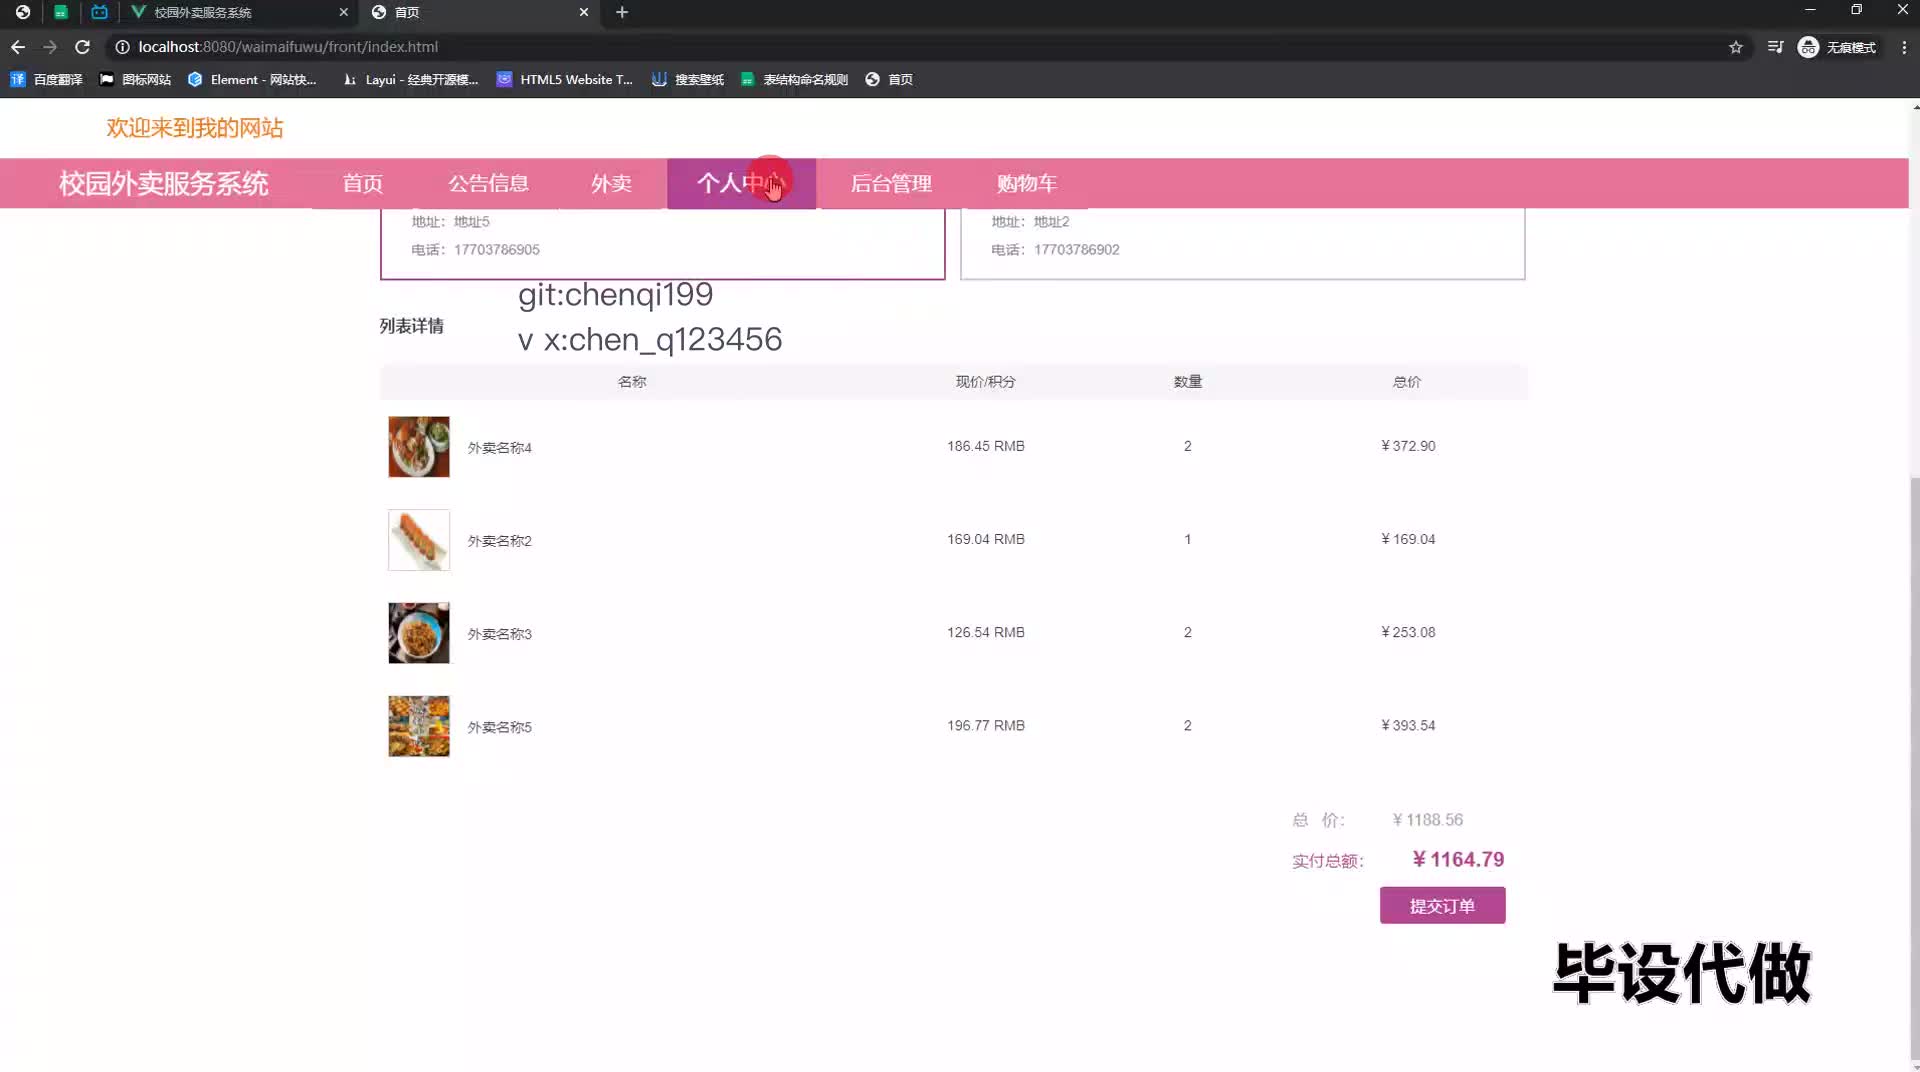 校园外卖服务系统
首页
localhost:8080/waimaifuwu/front/index.html
无痕模式
百度翻译
图标网站
Element - 网站快...
Layui - 经典开源模...
HTML5 Website T...
搜索壁纸
表结构命名规则
首页
欢迎来到我的网站
校园外卖服务系统 首页 公告信息 外卖 个人中心 后台管理 购物车
地址：地址5
电话：17703786905
地址：地址2
电话：17703786902
git:chenqi199
v x:chen_q123456
列表详情
名称 现价/积分 数量 总价
外卖名称4 186.45 RMB 2 ¥372.90
外卖名称2 169.04 RMB 1 ¥169.04
外卖名称3 126.54 RMB 2 ¥253.08
外卖名称5 196.77 RMB 2 ¥393.54
总 价： ¥1188.56
实付总额： ¥1164.79
提交订单
毕设代做